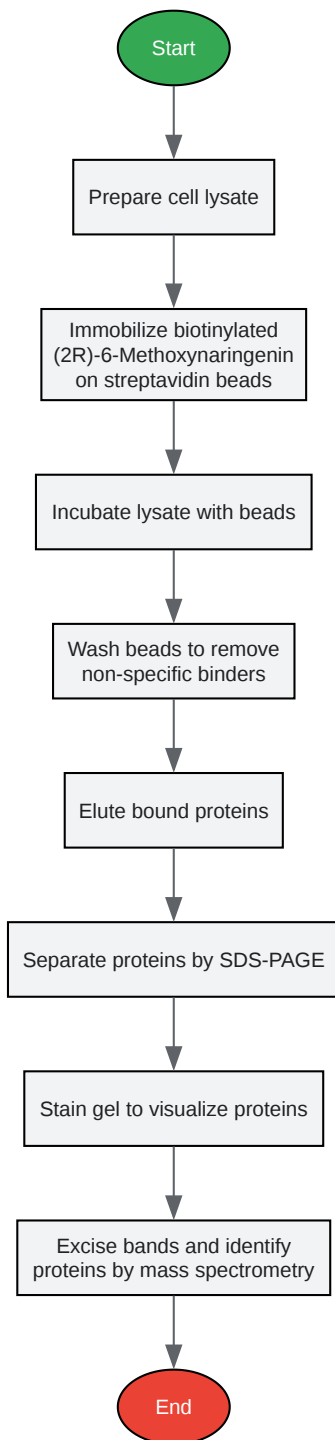 Start
Prepare cell lysate
Immobilize biotinylated
(2R)-6-Methoxynaringenin
on streptavidin beads
Incubate lysate with beads
Wash beads to remove
non-specific binders
Elute bound proteins
Separate proteins by SDS-PAGE
Stain gel to visualize proteins
Excise bands and identify
proteins by mass spectrometry
End